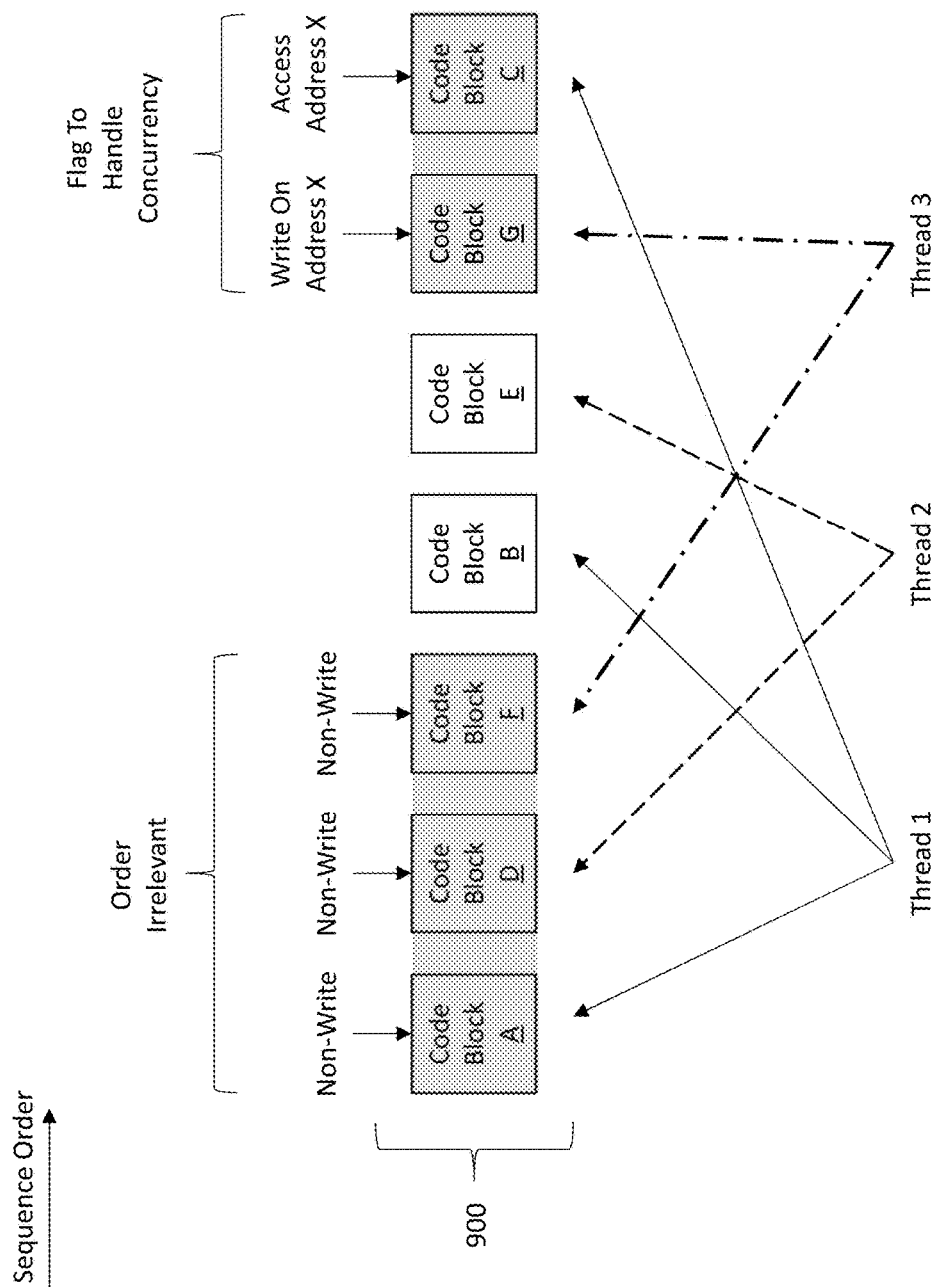 Sequence Order
Order
Irrelevant
Flag To
Handle
Concurrency
Non-Write
Non-Write
Non-Write
Write On
Address X
Access
Address X
900
Code
Block
A
Code
Block
D
Code
Block
F
Code
Block
B
Code
Block
E
Code
Block
G
Code
Block
C
Thread 1
Thread 2
Thread 3